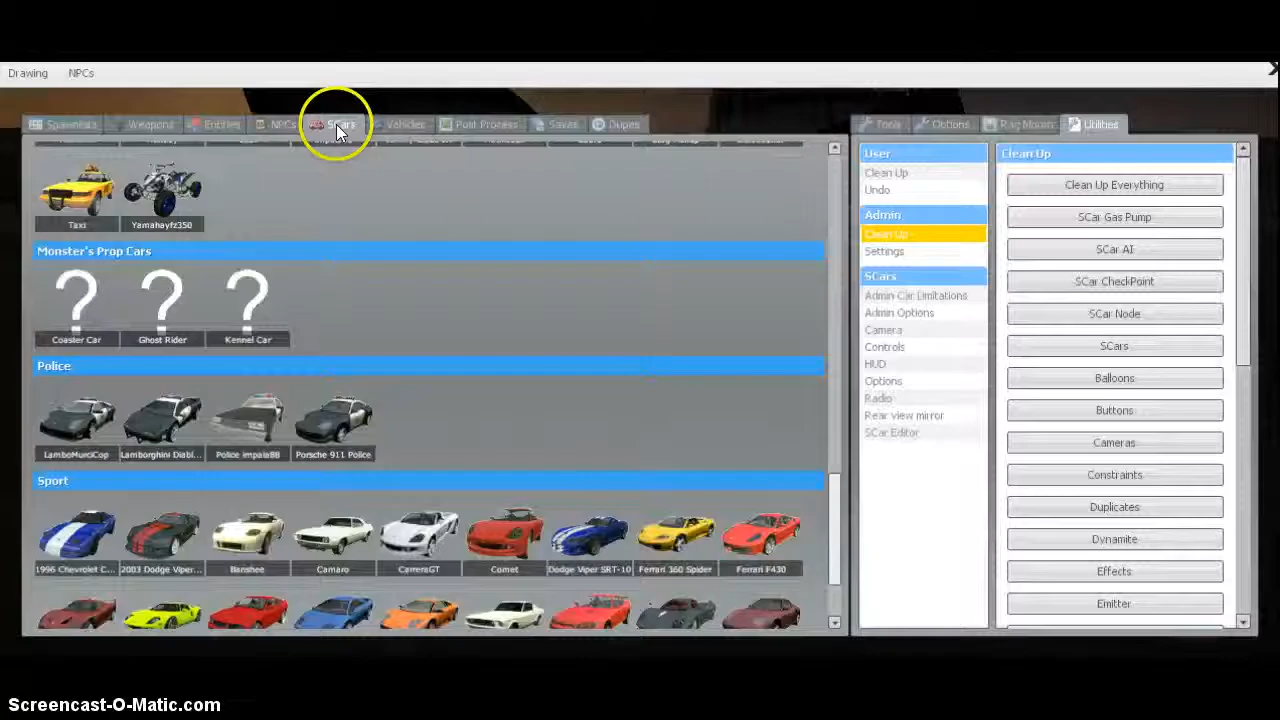 Drawing NPCs
Spawnlists Weapons Entities NPCs SCars Vehicles Post Process Saves Dupes
Tools Options Utilities
Taxi Yamahayfz350
Monster's Prop Cars
Coaster Car Ghost Rider Kennel Car
Police
LamboMurciCop Lamborghini Diabl... Police impala88 Porsche 911 Police
Sport
1996 Chevrolet C... 2003 Dodge Viper... Banshee Camaro CarreraGT Comet Dodge Viper SRT-10 Ferrari 360 Spider Ferrari F430
User
Clean Up
Undo
Admin
Clean Up
Settings
SCars
Admin Car Limitations
Admin Options
Camera
Controls
HUD
Options
Radio
Rear view mirror
SCar Editor
Clean Up
Clean Up Everything
SCar Gas Pump
SCar AI
SCar CheckPoint
SCar Node
SCars
Balloons
Buttons
Cameras
Constraints
Duplicates
Dynamite
Effects
Emitter
Screencast-O-Matic.com